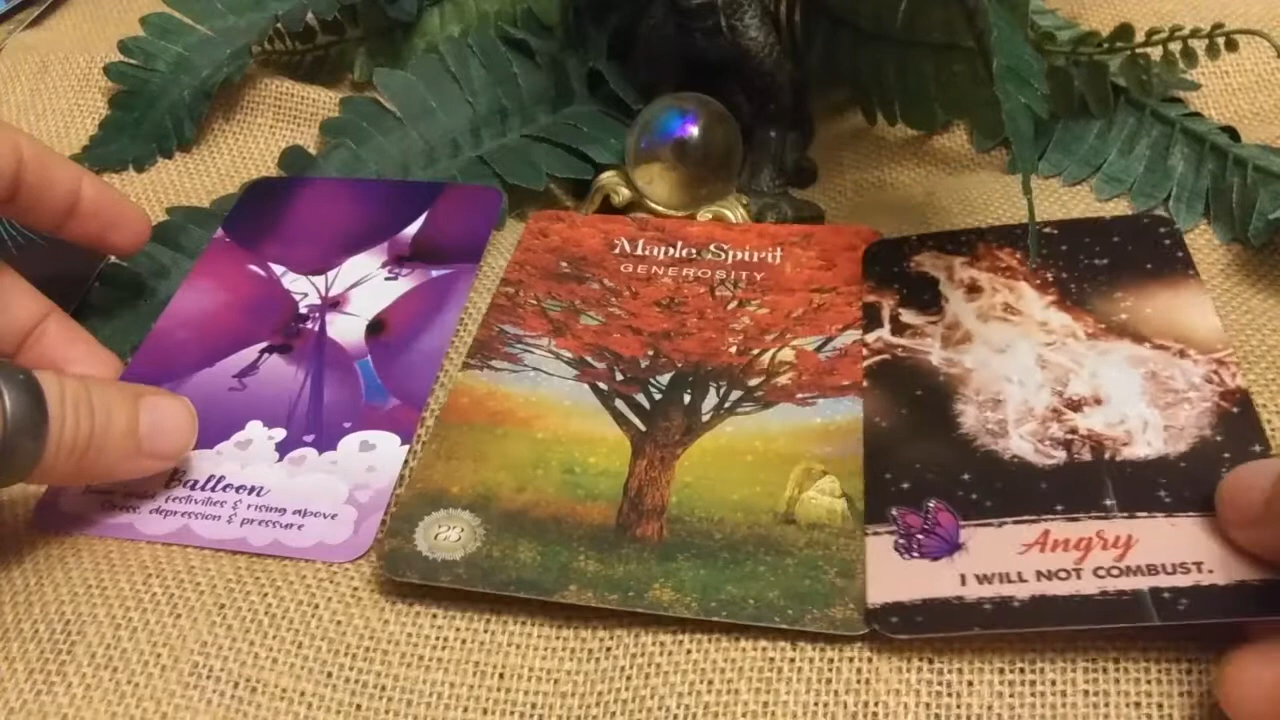 Balloon
festivities & rising above
stress, depression & pressure
Maple Spirit
GENEROSITY
23
Angry
I WILL NOT COMBUST.